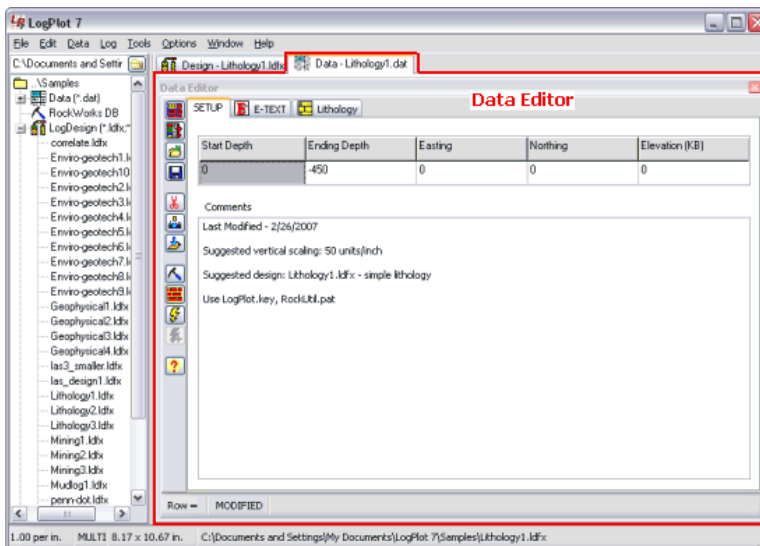 LogPlot 7
File Edit Data Log Tools Options Window Help
C:\Documents and Settir
Design - Lithology1.ldfx
Data - Lithology1.dat
..\Samples
Data (*.dat)
RockWorks DB
LogDesign (*.ldfx;*
correlate.ldfx
Enviro-geotech1.l
Enviro-geotech10
Enviro-geotech2.l
Enviro-geotech3.l
Enviro-geotech4.l
Enviro-geotech5.l
Enviro-geotech6.l
Enviro-geotech7.l
Enviro-geotech8.l
Enviro-geotech9.l
Geophysical1.ldfx
Geophysical2.ldfx
Geophysical3.ldfx
Geophysical4.ldfx
las3_smaller.ldfx
las_design1.ldfx
Lithology1.ldfx
Lithology2.ldfx
Lithology3.ldfx
Mining1.ldfx
Mining2.ldfx
Mining3.ldfx
Mudlog1.ldfx
penn-dot.ldfx
Data Editor
SETUP E-TEXT Lithology
Data Editor
Start Depth Ending Depth Easting Northing Elevation (KB)
0 -450 0 0 0
Comments
Last Modified - 2/26/2007
Suggested vertical scaling: 50 units/inch
Suggested design: Lithology1.ldfx - simple lithology
Use LogPlot.key, RockUtil.pat
Row = MODIFIED
1.00 per in. MULTI 8.17 x 10.67 in. C:\Documents and Settings\My Documents\LogPlot 7\Samples\Lithology1.ldfx